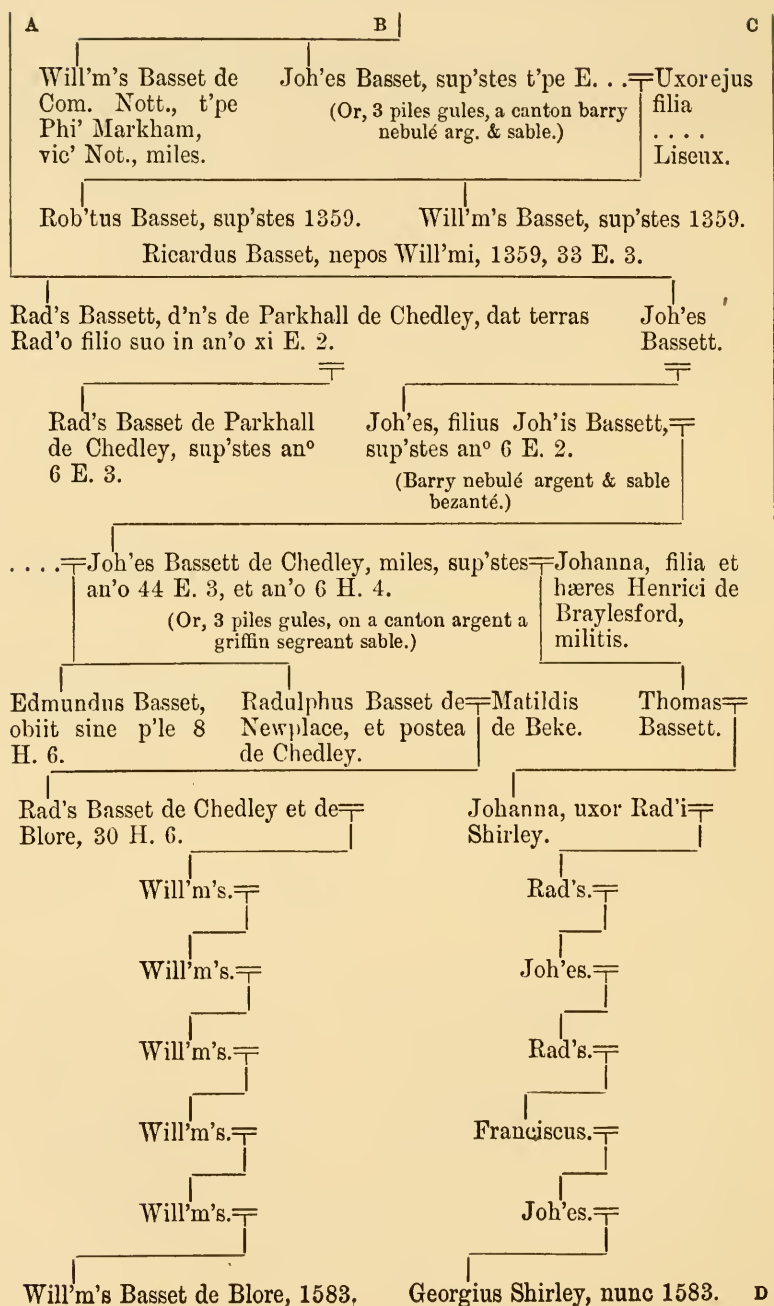 A B C
Will'm's Basset de
Com. Nott., t'pe
Phi' Markham,
vic' Not., miles.
Joh'es Basset, sup'stes t'pe E. . .
(Or, 3 piles gules, a canton barry
nebulé arg. & sable.)
Uxor ejus
filia
. . . .
Liseux.
Rob'tus Basset, sup'stes 1359.
Will'm's Basset, sup'stes 1359.
Ricardus Basset, nepos Will'mi, 1359, 33 E. 3.
Rad's Bassett, d'n's de Parkhall de Chedley, dat terras
Rad'o filio suo in an'o xi E. 2.
Joh'es
Bassett.
Rad's Basset de Parkhall
de Chedley, sup'stes anº
6 E. 3.
Joh'es, filius Joh'is Bassett,
sup'stes anº 6 E. 2.
(Barry nebulé argent & sable
bezanté.)
. . . .
Joh'es Bassett de Chedley, miles, sup'stes
an'o 44 E. 3, et an'o 6 H. 4.
(Or, 3 piles gules, on a canton argent a
griffin segreant sable.)
Johanna, filia et
hæres Henrici de
Braylesford,
militis.
Edmundus Basset,
obiit sine p'le 8
H. 6.
Radulphus Basset de
Newplace, et postea
de Chedley.
Matildis
de Beke.
Thomas
Bassett.
Rad's Basset de Chedley et de
Blore, 30 H. 6.
Johanna, uxor Rad'i
Shirley.
Will'm's.
Rad's.
Will'm's.
Joh'es.
Will'm's.
Rad's.
Will'm's.
Franciscus.
Will'm's.
Joh'es.
Will'm's Basset de Blore, 1583.
Georgius Shirley, nunc 1583. D